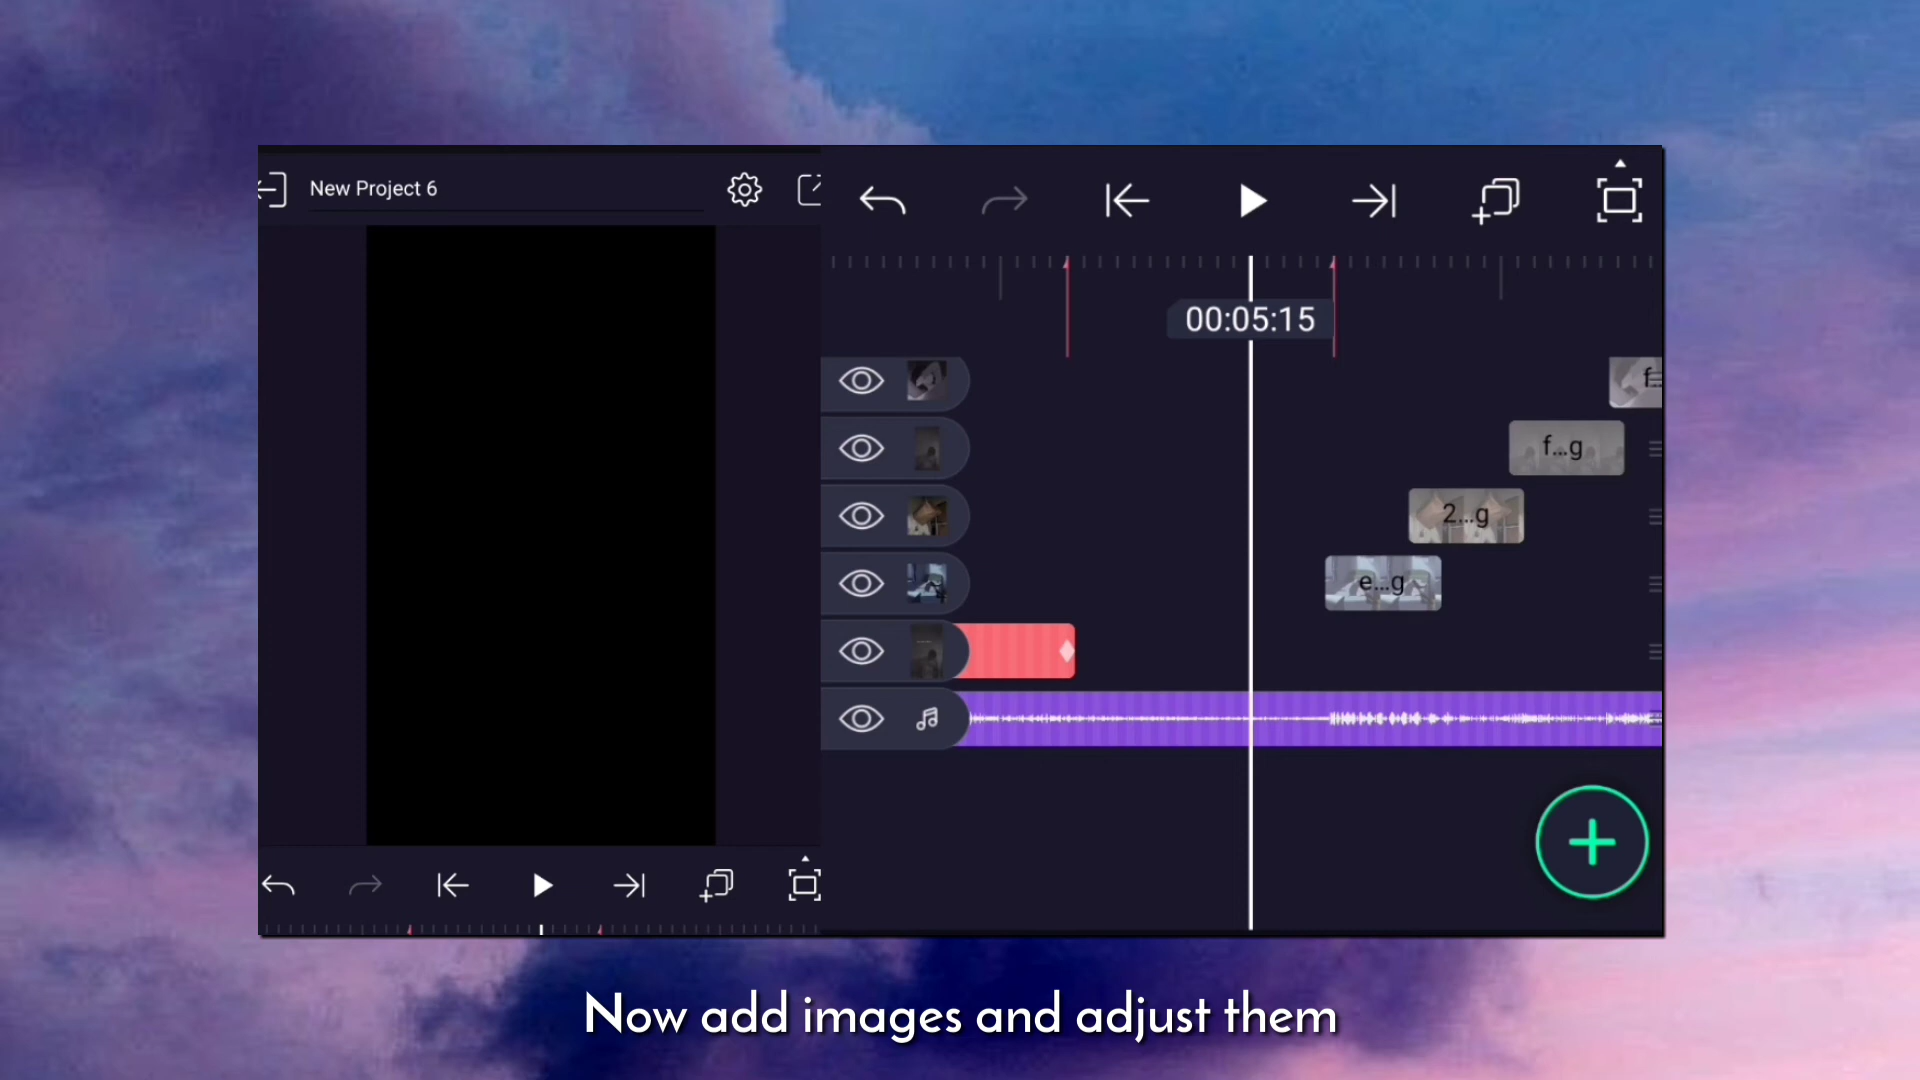 New Project 6
00:05:15
f...
f...g
2...g
e...g
Now add images and adjust them